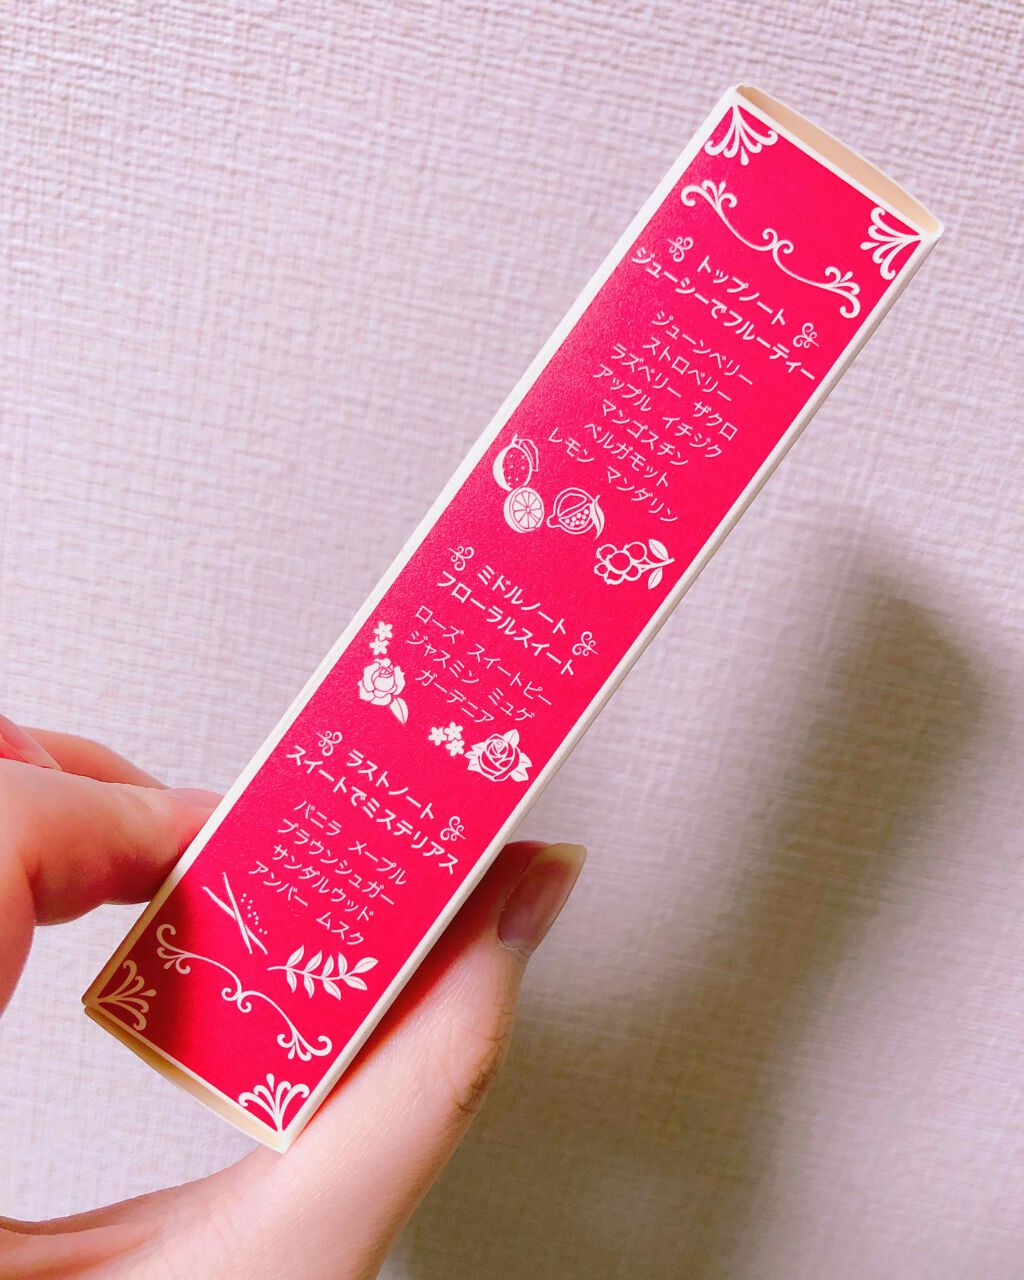 トップノート
ジューシーでフルーティー
ジューンベリー
ストロベリー
ラズベリー ザクロ
アップル イチジク
マンゴスチン
ベルガモット
レモン マンダリン
ミドルノート
フローラルスイート
ローズ スイートピー
ジャスミン ミュゲ
ガーデニア
ラストノート
スイートでミステリアス
バニラ メープル
ブラウンシュガー
サンダルウッド
アンバー ムスク